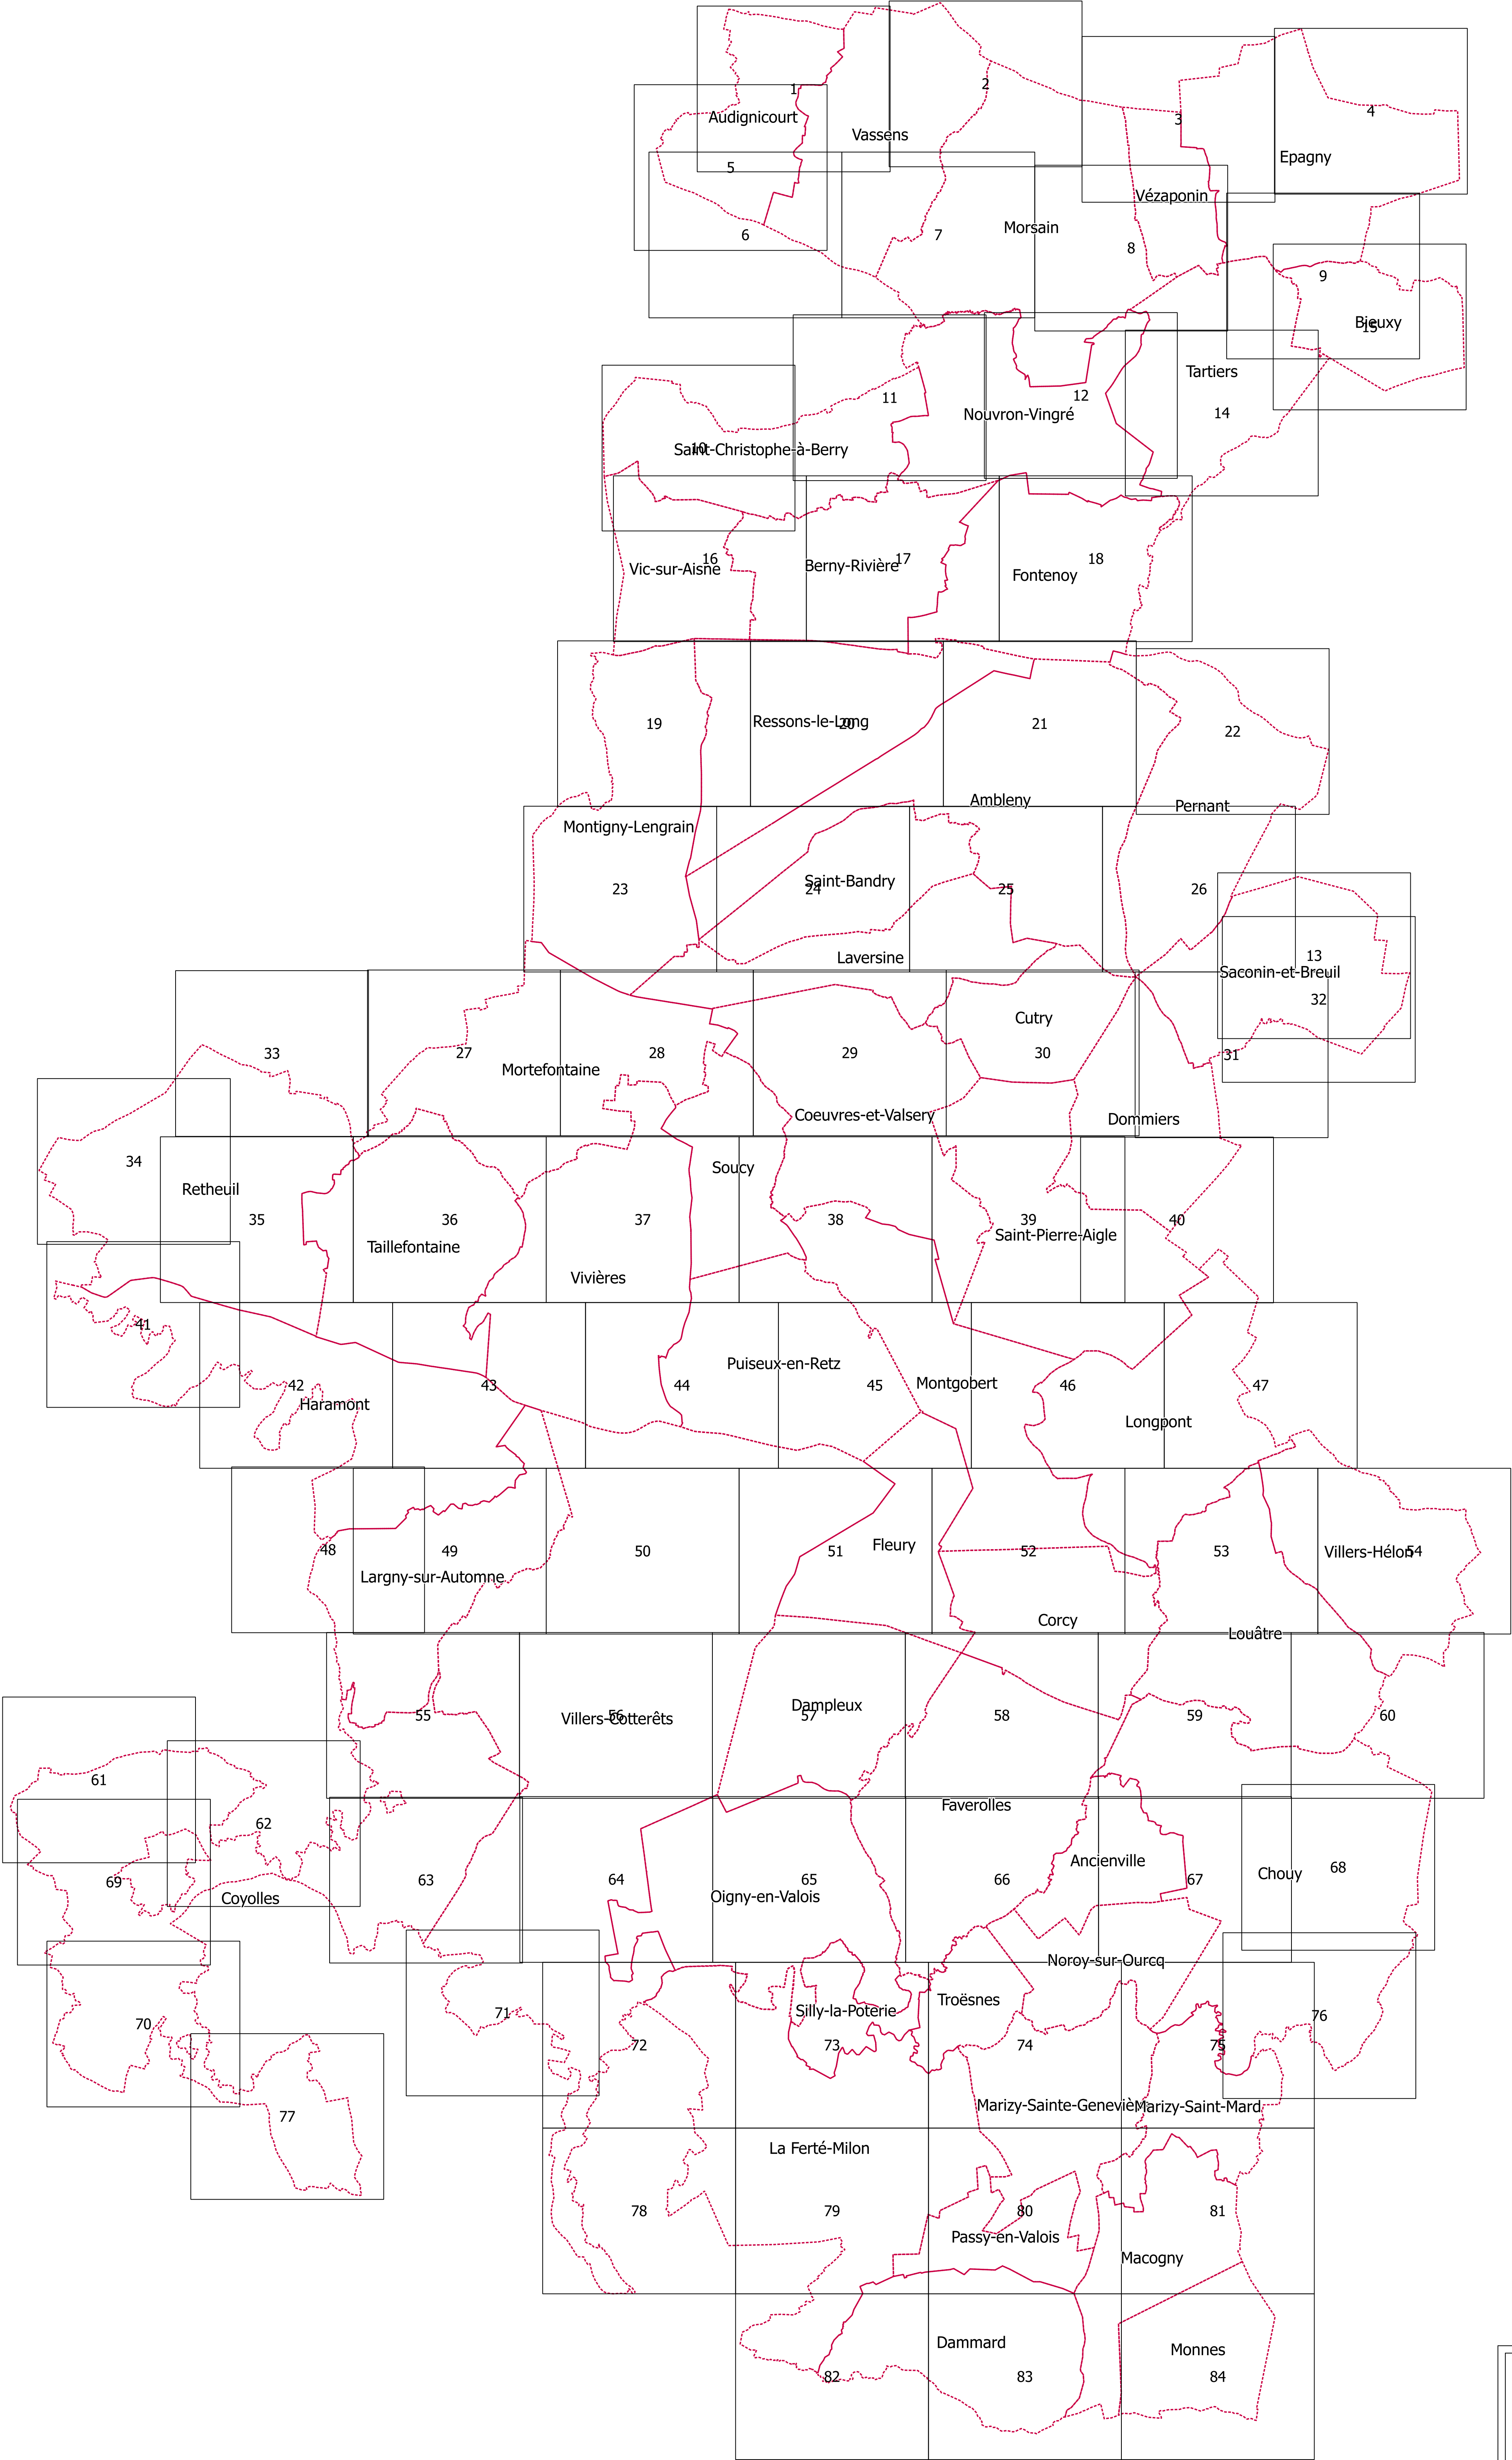 1
2
Audignicourt
4
3
Vassens
Epagny
5
Vézaponin
Morsain
6
7
8
9
Bieuxy
15
Tartiers
11
12
Nouvron-Vingré
14
Saint-Christophe-à-Berry
10
16
17
18
Vic-sur-Aisne
Berny-Rivière
Fontenoy
19
Ressons-le-Long
20
21
22
Ambleny
Pernant
Montigny-Lengrain
Saint-Bandry
23
24
25
26
Laversine
13
Saconin-et-Breuil
32
Cutry
33
27
28
29
30
31
Mortefontaine
Coeuvres-et-Valsery
Dommiers
34
Soucy
Retheuil
35
36
37
38
39
40
Saint-Pierre-Aigle
Taillefontaine
Vivières
41
Puiseux-en-Retz
Montgobert
42
43
44
45
46
47
Haramont
Longpont
Fleury
48
49
50
51
52
53
Villers-Hélon
54
Largny-sur-Automne
Corcy
Louâtre
Dampleux
55
Villers-Cotterêts
56
57
58
59
60
61
Faverolles
62
Ancienville
69
Coyolles
63
64
65
66
67
Chouy
68
Oigny-en-Valois
Noroy-sur-Ourcq
Troësnes
Silly-la-Poterie
70
71
72
73
74
75
76
Marizy-Sainte-Geneviève
Marizy-Saint-Mard
77
La Ferté-Milon
78
79
80
81
Passy-en-Valois
Macogny
Dammard
Monnes
82
83
84